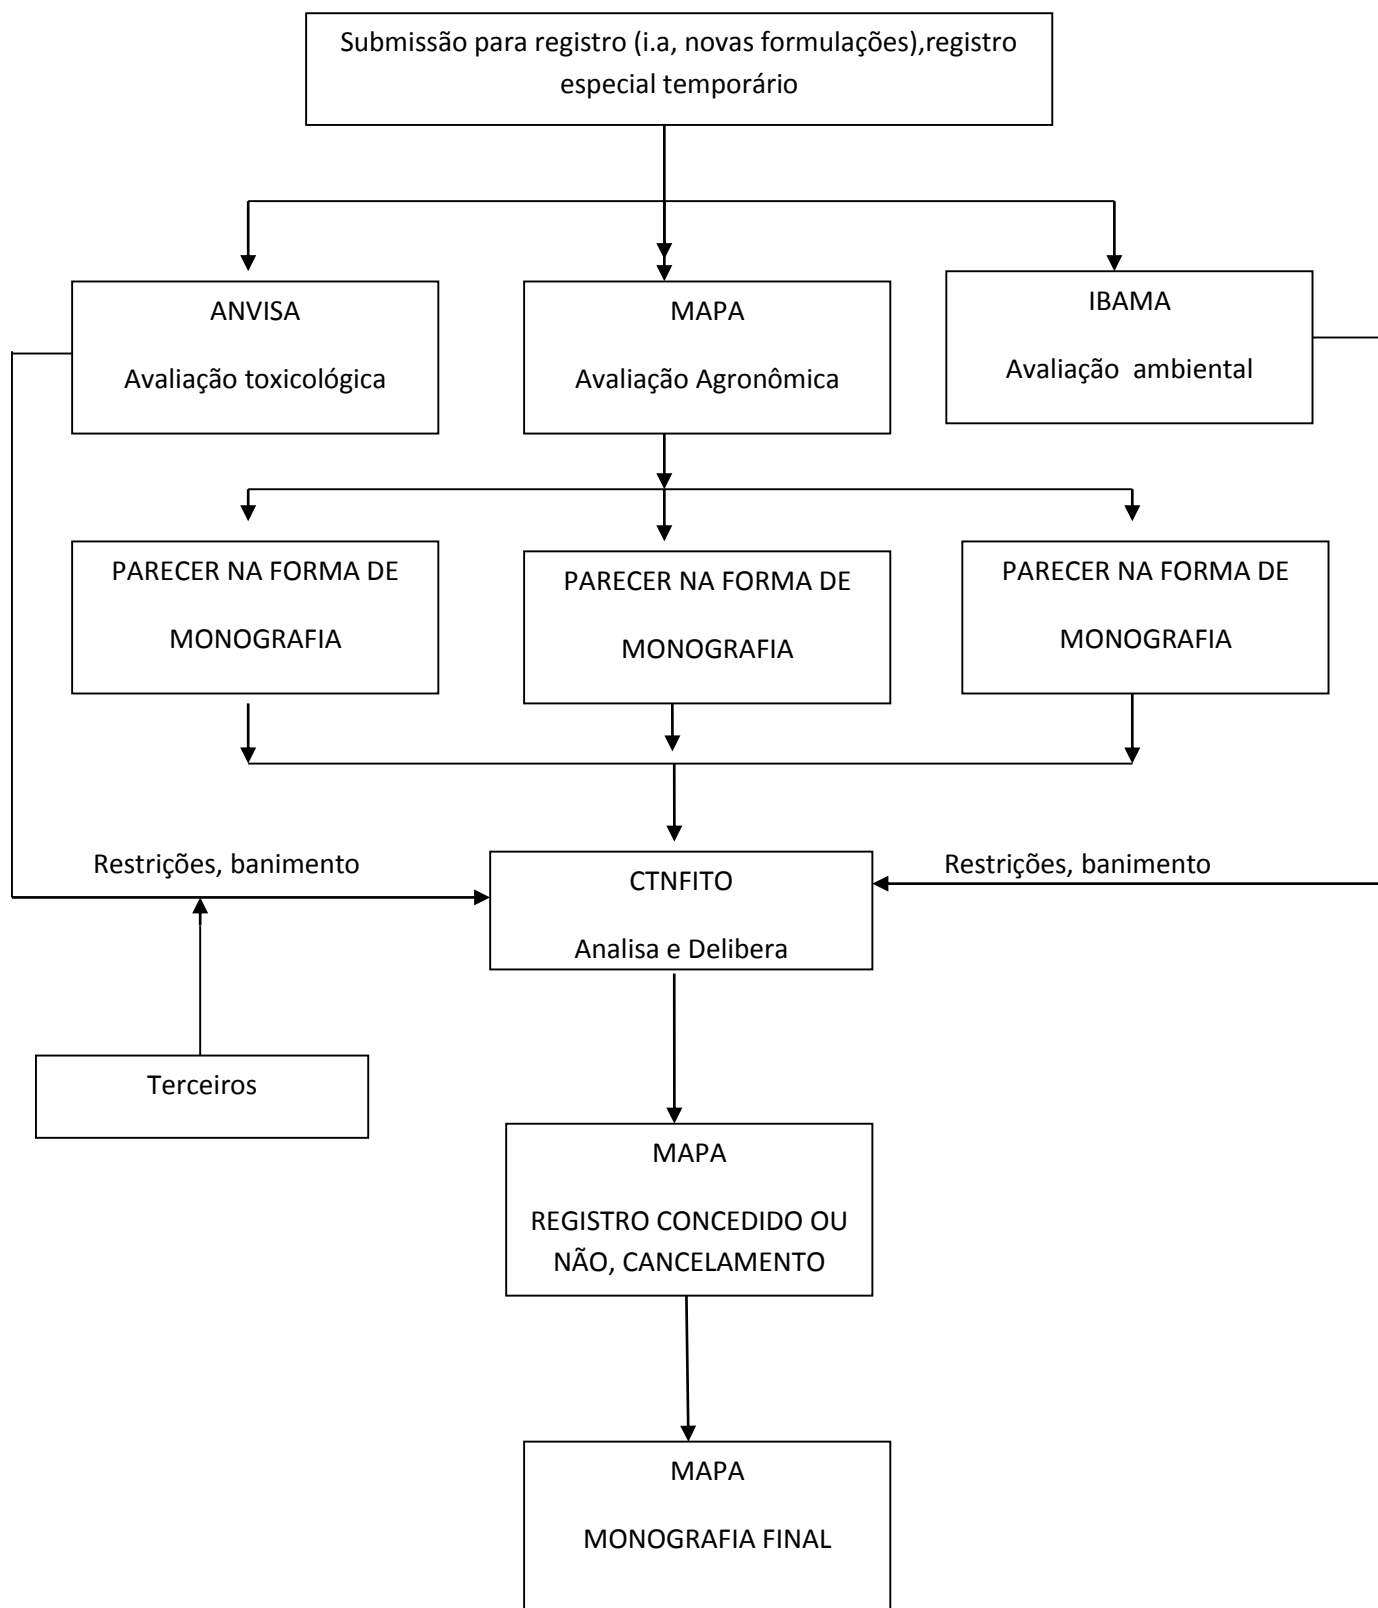 Submissão para registro (i.a, novas formulações),registro
especial temporário
ANVISA
Avaliação toxicológica
MAPA
Avaliação Agronômica
IBAMA
Avaliação  ambiental
PARECER NA FORMA DE
MONOGRAFIA
PARECER NA FORMA DE
MONOGRAFIA
PARECER NA FORMA DE
MONOGRAFIA
Restrições, banimento
CTNFITO
Analisa e Delibera
Restrições, banimento
Terceiros
MAPA
REGISTRO CONCEDIDO OU
NÃO, CANCELAMENTO
MAPA
MONOGRAFIA FINAL